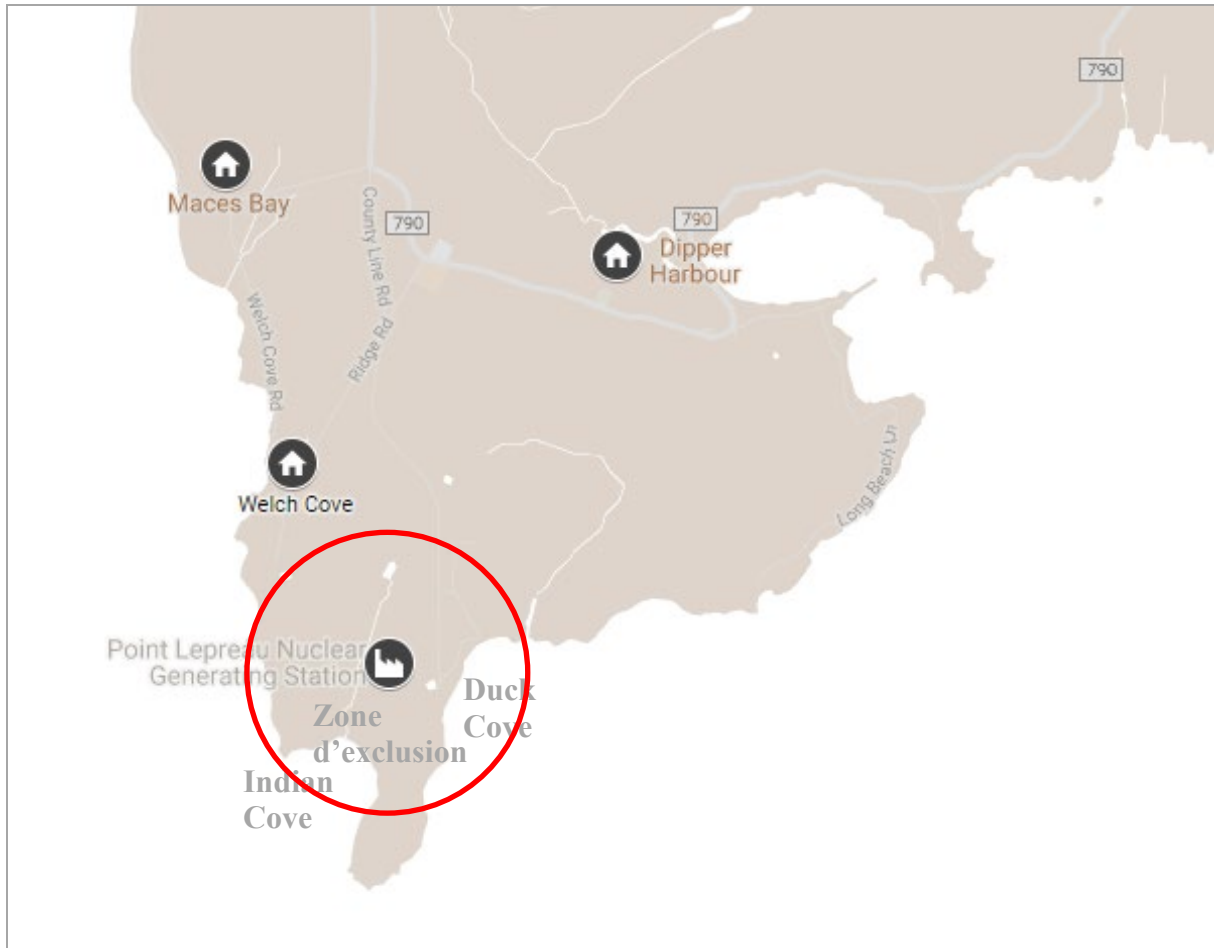 790
Maces Bay
790
County Line Rd
790
Dipper
Harbour
Welch Cove Rd
Ridge Rd
Long Beach Ln
Welch Cove
Point Lepreau Nuclear
Generating Station
Duck
Cove
Zone
d’exclusion
Indian
Cove